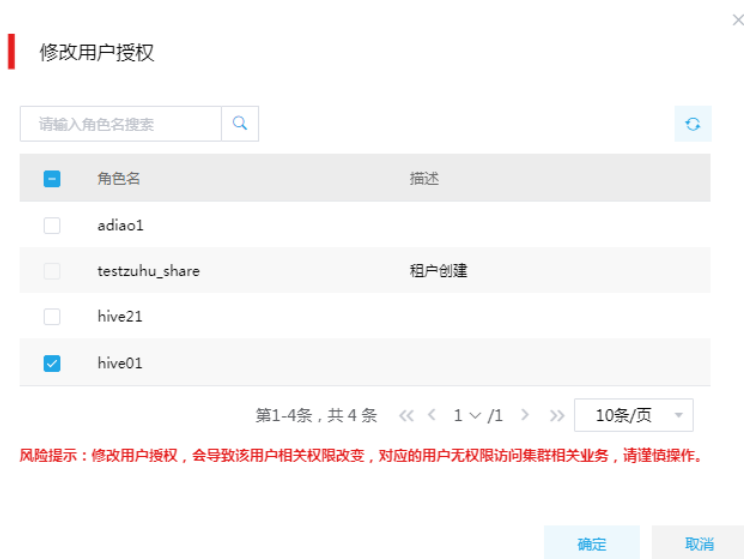 修改用户授权
请输入角色名搜索
角色名 描述
adiao1
testzuhu_share 租户创建
hive21
hive01
第1-4条，共 4 条 1 /1 10条/页
风险提示：修改用户授权，会导致该用户相关权限改变，对应的用户无权限访问集群相关业务，请谨慎操作。
确定 取消